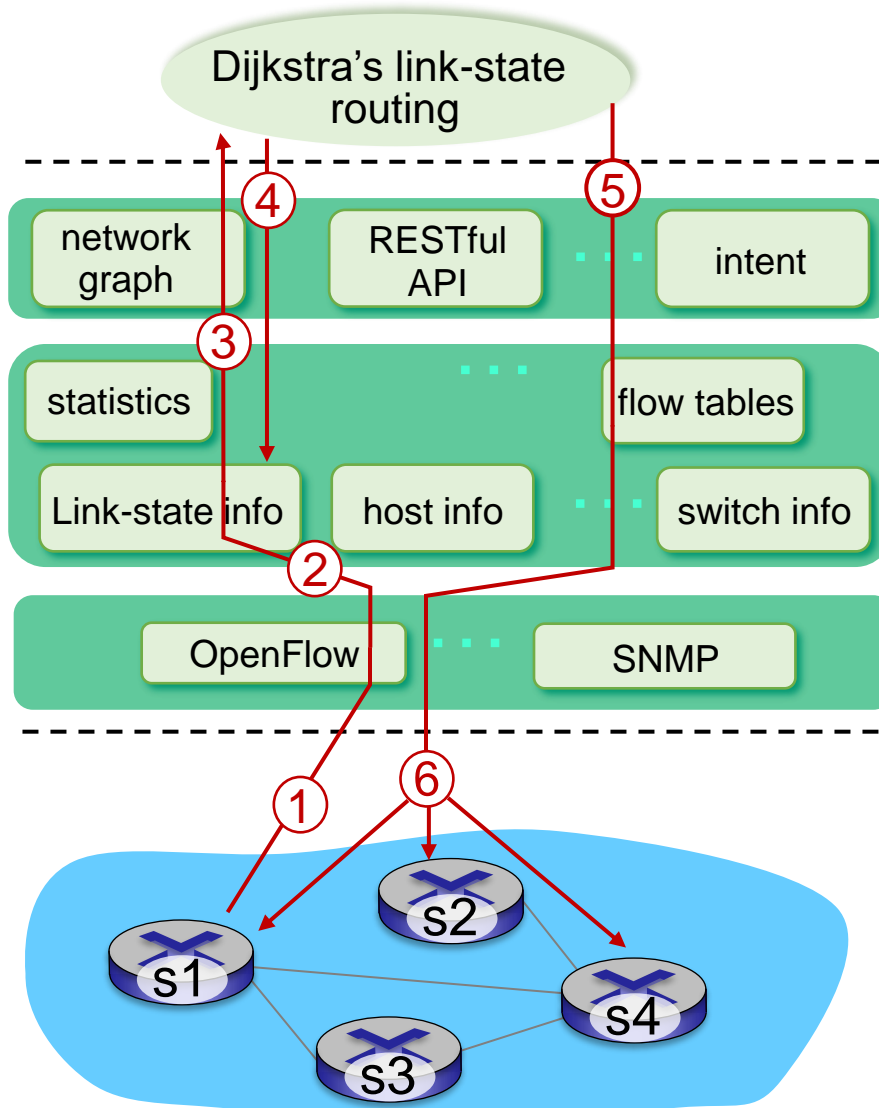 Dijkstra's link-state
routing
5
4
network
graph
RESTful
API
. . .
intent
3
statistics
. . .
flow tables
Link-state info
host info
. . .
switch info
2
OpenFlow
. . .
SNMP
1
6
s2
s1
s4
s3